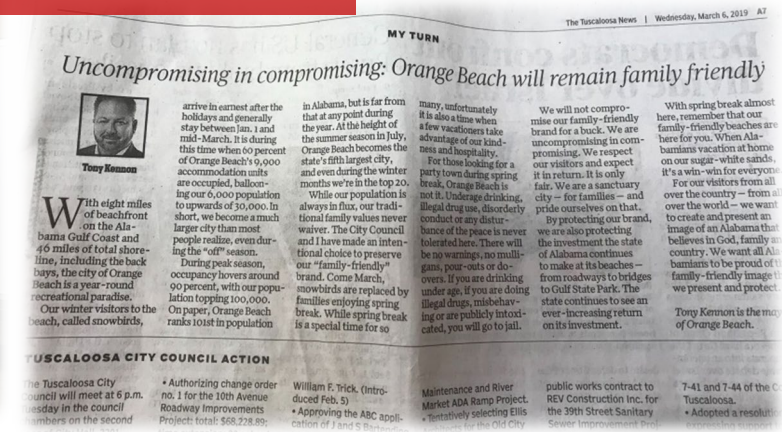 The Tuscaloosa News | Wednesday, March 6, 2019 A7
MY TURN
Uncompromising in compromising: Orange Beach will remain family friendly
Tony Kennon
With eight miles
of beachfront
on the Ala-
bama Gulf Coast and
46 miles of total shore-
line, including the back
bays, the city of Orange
Beach is a year-round
recreational paradise.
Our winter visitors to the
beach, called snowbirds,
arrive in earnest after the
holidays and generally
stay between Jan. 1 and
mid-March. It is during
this time when 60 percent
of Orange Beach's 9,900
accommodation units
are occupied, balloon-
ing our 6,000 population
to upwards of 30,000. In
short, we become a much
larger city than most
people realize, even dur-
ing the "off" season.
During peak season,
occupancy hovers around
90 percent, with our popu-
lation topping 100,000.
On paper, Orange Beach
ranks 101st in population
in Alabama, but is far from
that at any point during
the year. At the height of
the summer season in July,
Orange Beach becomes the
state's fifth largest city,
and even during the winter
months we're in the top 20.
While our population is
always in flux, our tradi-
tional family values never
waiver. The City Council
and I have made an inten-
tional choice to preserve
our "family-friendly"
brand. Come March,
snowbirds are replaced by
families enjoying spring
break. While spring break
is a special time for so
many, unfortunately
it is also a time when
a few vacationers take
advantage of our kind-
ness and hospitality.
For those looking for a
party town during spring
break, Orange Beach is
not it. Underage drinking,
illegal drug use, disorderly
conduct or any distur-
bance of the peace is never
tolerated here. There will
be no warnings, no mulli-
gans, pour-outs or do-
overs. If you are drinking
under age, if you are doing
illegal drugs, misbehav-
ing or are publicly intoxi-
cated, you will go to jail.
We will not compro-
mise our family-friendly
brand for a buck. We are
uncompromising in com-
promising. We respect
our visitors and expect
it in return. It is only
fair. We are a sanctuary
city – for families – and
pride ourselves on that.
By protecting our brand,
we are also protecting
the investment the state
of Alabama continues
to make at its beaches —
from roadways to bridges
to Gulf State Park. The
state continues to see an
ever-increasing return
on its investment.
With spring break almost
here, remember that our
family-friendly beaches are
here for you. When Ala-
bamians vacation at home
on our sugar-white sands,
it's a win-win for everyone
For our visitors from all
over the country — from all
over the world — we want
to create and present an
image of an Alabama that
believes in God, family an
country. We want all Ala
bamians to be proud of t
family-friendly image
we present and protect.
Tony Kennon is the may
of Orange Beach.
TUSCALOOSA CITY COUNCIL ACTION
The Tuscaloosa City
ouncil will meet at 6 p.m.
uesday in the council
ambers on the second
• Authorizing change order
no. 1 for the 10th Avenue
Roadway Improvements
Project; total: $68,228.89;
William F. Trick. (Intro-
duced Feb. 5)
• Approving the ABC appli-
cation of J and S
Maintenance and River
Market ADA Ramp Project.
• Tentatively selecting Ellis
for the Old City
public works contract to
REV Construction Inc. for
the 39th Street Sanitary
Sewer
7-41 and 7-44 of the C
Tuscaloosa.
• Adopted a resoluti
expressing support